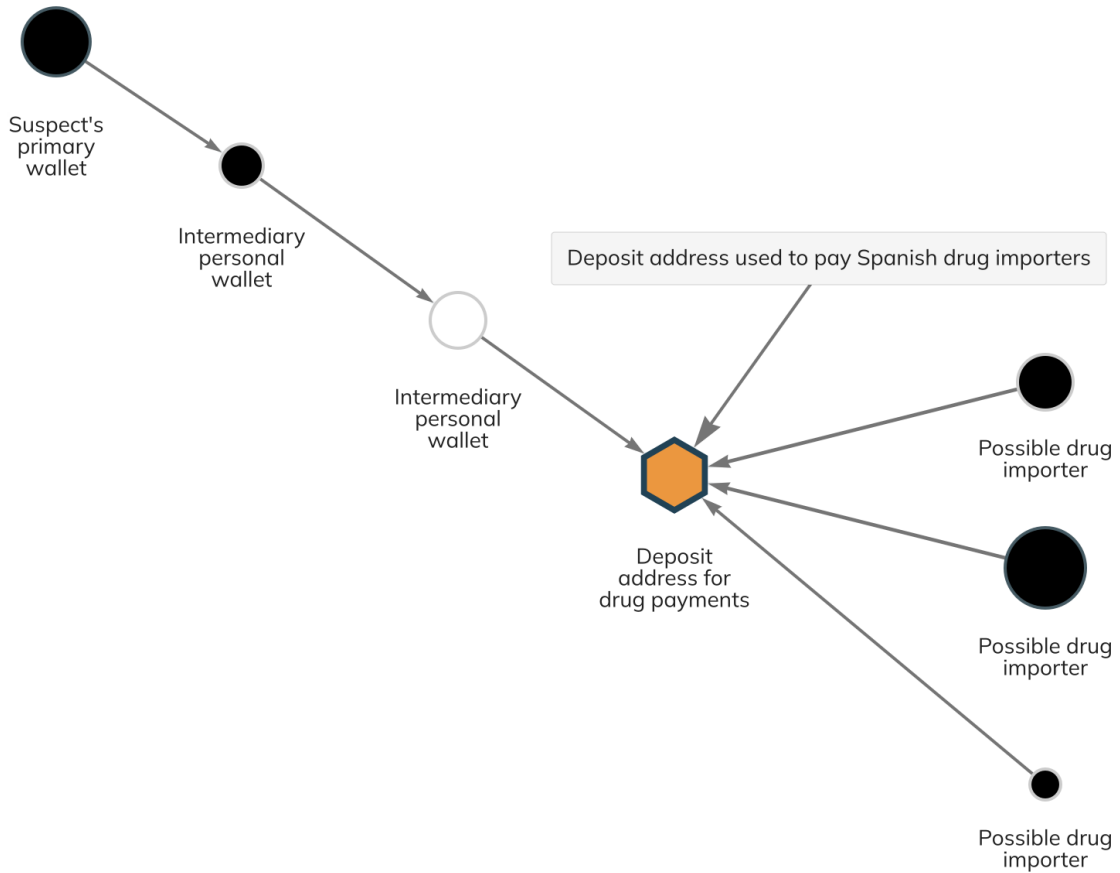 Suspect's
primary
wallet
Intermediary
personal
wallet
Deposit address used to pay Spanish drug importers
Intermediary
personal
wallet
Possible drug
importer
Deposit
address for
drug payments
Possible drug
importer
Possible drug
importer